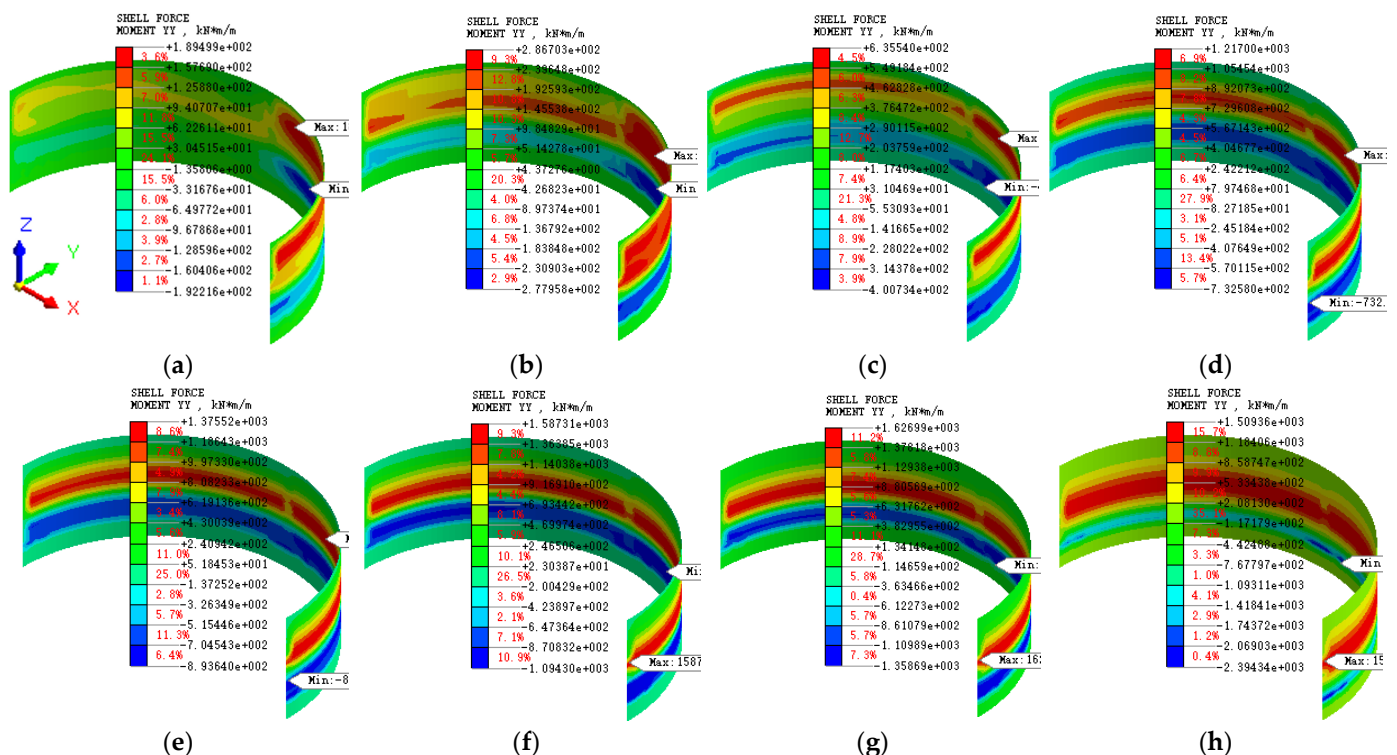 SHELL FORCE
MOMENT YY , kN*m/m
+1.89499e+002
3.6%
+1.57690e+002
5.9%
+1.25880e+002
7.0%
+9.40707e+001
+6.22611e+001
+3.04515e+001
-1.35806e+000
15.5%
-3.31676e+001
6.0%
-6.49772e+001
2.8%
-9.67868e+001
3.9%
-1.28596e+002
2.7%
-1.60406e+002
1.1%
-1.92216e+002
Max:1
Min
Z
Y
X
(a)
SHELL FORCE
MOMENT YY , kN*m/m
+2.86703e+002
9.3%
+2.39648e+002
12.8%
+1.92593e+002
+1.45538e+002
+9.84829e+001
7.3%
+5.14278e+001
+4.37276e+000
20.3%
-4.26823e+001
4.0%
-8.97374e+001
6.8%
-1.36792e+002
4.5%
-1.83848e+002
5.4%
-2.30903e+002
2.9%
-2.77958e+002
Max:
Min
(b)
SHELL FORCE
MOMENT YY , kN*m/m
+6.35540e+002
4.5%
+5.49184e+002
+4.62828e+002
6.3%
+3.76472e+002
+2.90115e+002
+2.03759e+002
+1.17403e+002
7.4%
+3.10469e+001
21.3%
-5.53093e+001
4.8%
-1.41665e+002
8.9%
-2.28022e+002
7.9%
-3.14378e+002
3.9%
-4.00734e+002
Max
Min:-4
(c)
SHELL FORCE
MOMENT YY , kN*m/m
+1.21700e+003
6.9%
+1.05454e+003
+8.92073e+002
+7.29608e+002
+5.67143e+002
4.5%
+4.04677e+002
+2.42212e+002
6.4%
+7.97468e+001
27.9%
-8.27185e+001
3.1%
-2.45184e+002
5.1%
-4.07649e+002
13.4%
-5.70115e+002
5.7%
-7.32580e+002
Max:
Min:-732.
(d)
SHELL FORCE
MOMENT YY , kN*m/m
+1.37552e+003
8.6%
+1.18643e+003
7.4%
+9.97330e+002
+8.08233e+002
+6.19136e+002
3.4%
+4.30039e+002
+2.40942e+002
11.0%
+5.18453e+001
25.0%
-1.37252e+002
2.8%
-3.26349e+002
5.7%
-5.15446e+002
11.3%
-7.04543e+002
6.4%
-8.93640e+002
Min:-8
(e)
SHELL FORCE
MOMENT YY , kN*m/m
+1.58731e+003
9.3%
+1.36385e+003
+1.14038e+003
+9.16910e+002
+6.93442e+002
+4.69974e+002
+2.46506e+002
10.1%
+2.30387e+001
26.5%
-2.00429e+002
3.6%
-4.23897e+002
2.1%
-6.47364e+002
7.1%
-8.70832e+002
10.9%
-1.09430e+003
Min:
Max:1587
(f)
SHELL FORCE
MOMENT YY , kN*m/m
+1.62699e+003
11.2%
+1.37818e+003
+1.12938e+003
+8.80569e+002
+6.31762e+002
5.3%
+3.82955e+002
+1.34148e+002
28.7%
-1.14659e+002
5.8%
-3.63466e+002
0.4%
-6.12273e+002
5.7%
-8.61079e+002
5.7%
-1.10989e+003
7.3%
-1.35869e+003
Min:
Max:162
(g)
SHELL FORCE
MOMENT YY , kN*m/m
+1.50936e+003
15.7%
+1.18406e+003
8.8%
+8.58747e+002
+5.33438e+002
+2.08130e+002
-1.17179e+002
7.3%
-4.42488e+002
3.3%
-7.67797e+002
1.0%
-1.09311e+003
4.1%
-1.41841e+003
2.9%
-1.74372e+003
1.2%
-2.06903e+003
0.4%
-2.39434e+003
Min:
Max:15
(h)